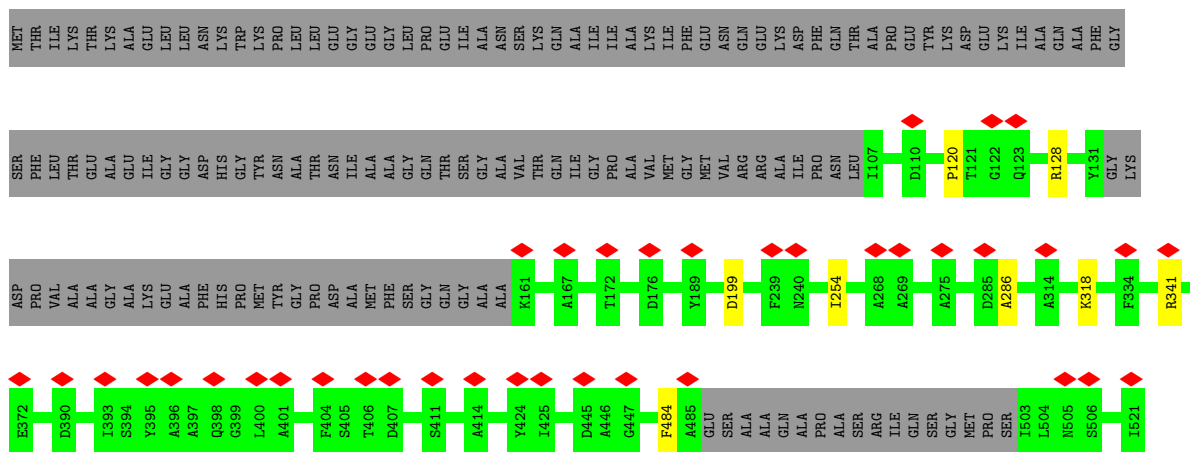 MET THR ILE LYS THR LYS ALA GLU LEU LEU ASN LYS TRP LYS PRO LEU LEU GLU GLY GLU GLY LEU PRO GLU ILE ALA ASN SER LYS GLN ALA ILE ILE ALA LYS ILE PHE GLU ASN GLN GLU LYS ASP PHE GLN THR ALA PRO GLU TYR LYS ASP GLU LYS ILE ALA GLN ALA PHE GLY
SER PHE LEU THR GLU ALA GLU ILE GLY GLY ASP HIS GLY TYR ASN ALA THR ASN ILE ALA ALA GLY GLN THR SER GLY ALA VAL THR GLN ILE GLY PRO ALA VAL MET GLY MET VAL ARG ARG ALA ILE PRO ASN LEU I107 D110 P120 T121 G122 Q123 R128 Y131 GLY LYS
ASP PRO VAL ALA ALA GLY ALA LYS GLU ALA PHE HIS PRO MET TYR GLY PRO ASP ALA MET PHE SER GLY GLN GLY ALA ALA K161 A167 T172 D176 Y189 D199 F239 N240 I254 A268 A269 A275 D285 A286 A314 K318 F334 R341
E372 D390 I393 S394 Y395 A396 A397 Q398 G399 L400 A401 F404 S405 T406 D407 S411 A414 Y424 I425 D445 A446 G447 F484 A485 GLU SER ALA ALA GLN ALA PRO ALA SER ARG ILE GLN SER GLY MET PRO SER I503 L504 N505 S506 I521